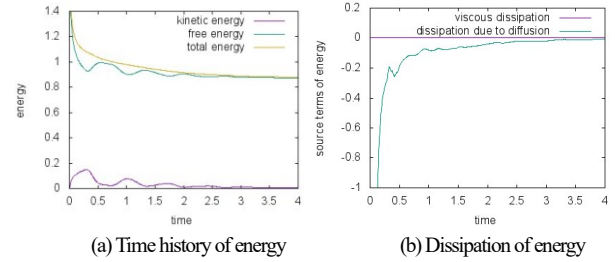 1.4
1.2
1
0.8
0.6
0.4
0.2
0
energy
kinetic energy
free energy
total energy
0 0.5 1 1.5 2 2.5 3 3.5 4
time
(a) Time history of energy
0.2
0
-0.2
-0.4
-0.6
-0.8
-1
source terms of energy
viscous dissipation
dissipation due to diffusion
0 0.5 1 1.5 2 2.5 3 3.5 4
time
(b) Dissipation of energy